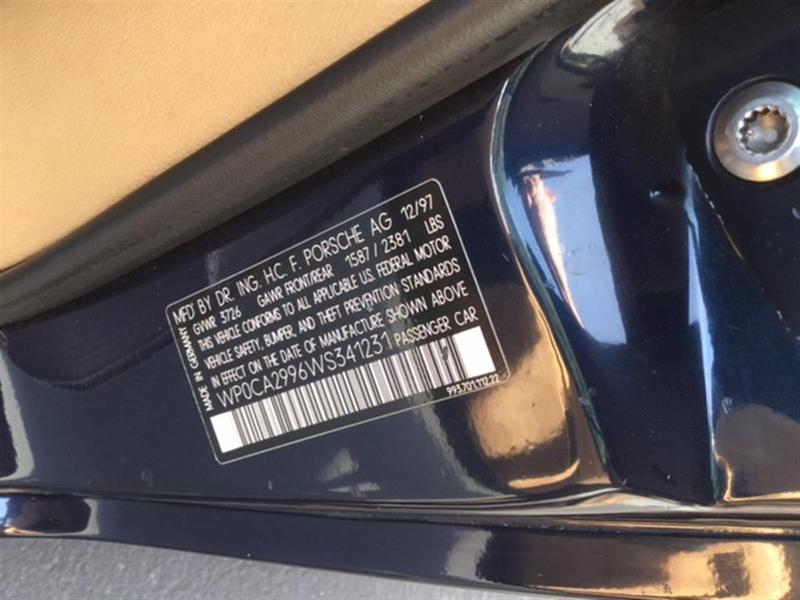 MFD BY DR. ING. H.C. F. PORSCHE AG 12/97
GVWR 3726 GAWR FRONT/REAR 1587 / 2381 LBS
THIS VEHICLE CONFORMS TO ALL APPLICABLE U.S. FEDERAL MOTOR
VEHICLE SAFETY, BUMPER, AND THEFT PREVENTION STANDARDS
IN EFFECT ON THE DATE OF MANUFACTURE SHOWN ABOVE
WP0CA2996WS341231 PASSENGER CAR
993.701.112.22
MADE IN GERMANY